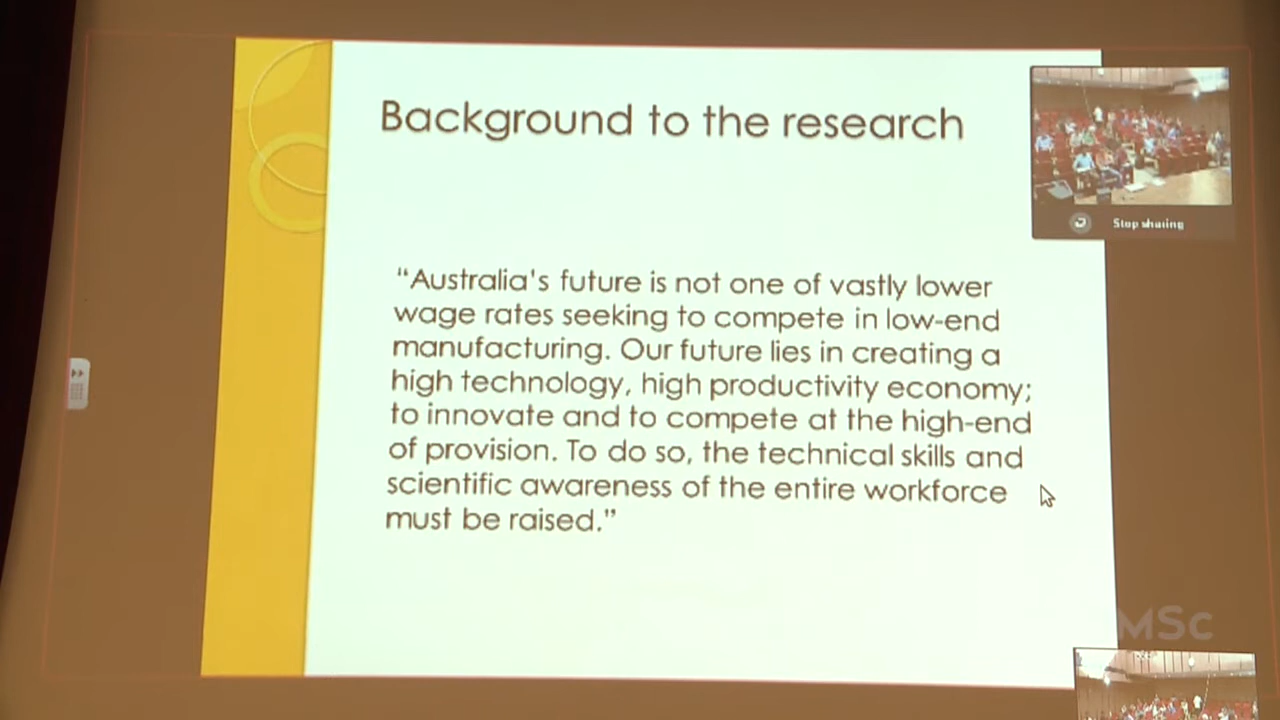 Background to the research
Stop sharing
"Australia's future is not one of vastly lower
wage rates seeking to compete in low-end
manufacturing. Our future lies in creating a
high technology, high productivity economy;
to innovate and to compete at the high-end
of provision. To do so, the technical skills and
scientific awareness of the entire workforce
must be raised."
MSc